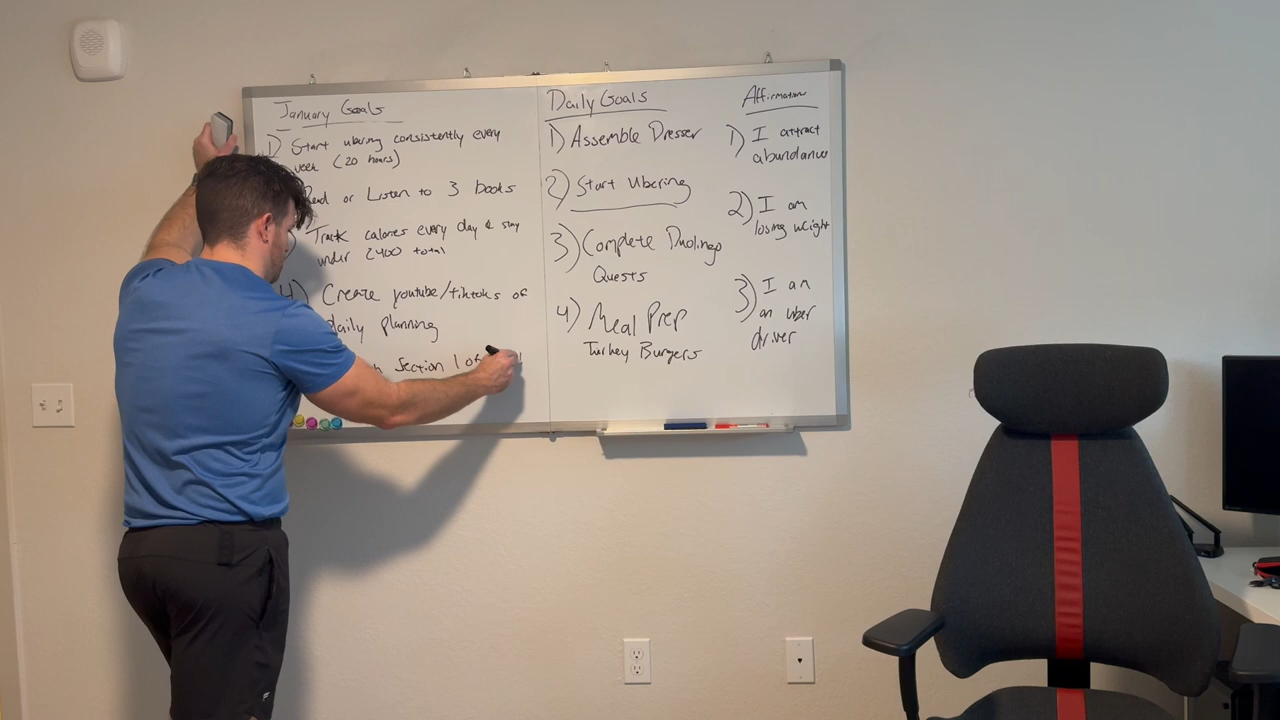 January Goals
1) Start ubering consistently every
week (20 hours)
or Listen to 3 books
Track calories every day & stay
under 2400 total
4) Create youtube/tiktoks of
daily planning
Section 1 of
Daily Goals
1) Assemble Dresser
2) Start Ubering
3) Complete Duolingo
Quests
4) Meal Prep
Turkey Burgers
Affirmations
1) I attract
abundance
2) I am
losing weight
3) I am
an uber
driver